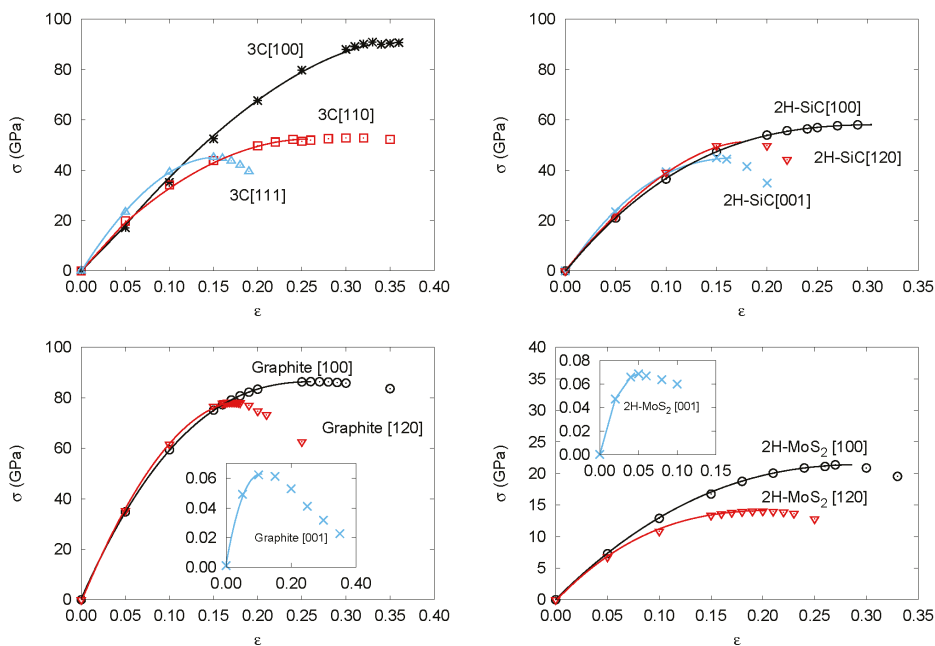 100
80
60
40
20
0
σ (GPa)
3C[100]
3C[110]
3C[111]
0.00 0.05 0.10 0.15 0.20 0.25 0.30 0.35 0.40
ε
100
80
60
40
20
0
σ (GPa)
2H-SiC[100]
2H-SiC[120]
2H-SiC[001]
0.00 0.05 0.10 0.15 0.20 0.25 0.30 0.35
ε
100
80
60
40
20
0
σ (GPa)
Graphite [100]
Graphite [120]
0.06
0.04
0.02
0.00
Graphite [001]
0.00 0.20 0.40
0.00 0.05 0.10 0.15 0.20 0.25 0.30 0.35 0.40
ε
40
35
30
25
20
15
10
5
0
σ (GPa)
0.08
0.06
0.04
0.02
0.00
2H-MoS₂ [001]
0.00 0.05 0.10 0.15
2H-MoS₂ [100]
2H-MoS₂ [120]
0.00 0.05 0.10 0.15 0.20 0.25 0.30 0.35
ε